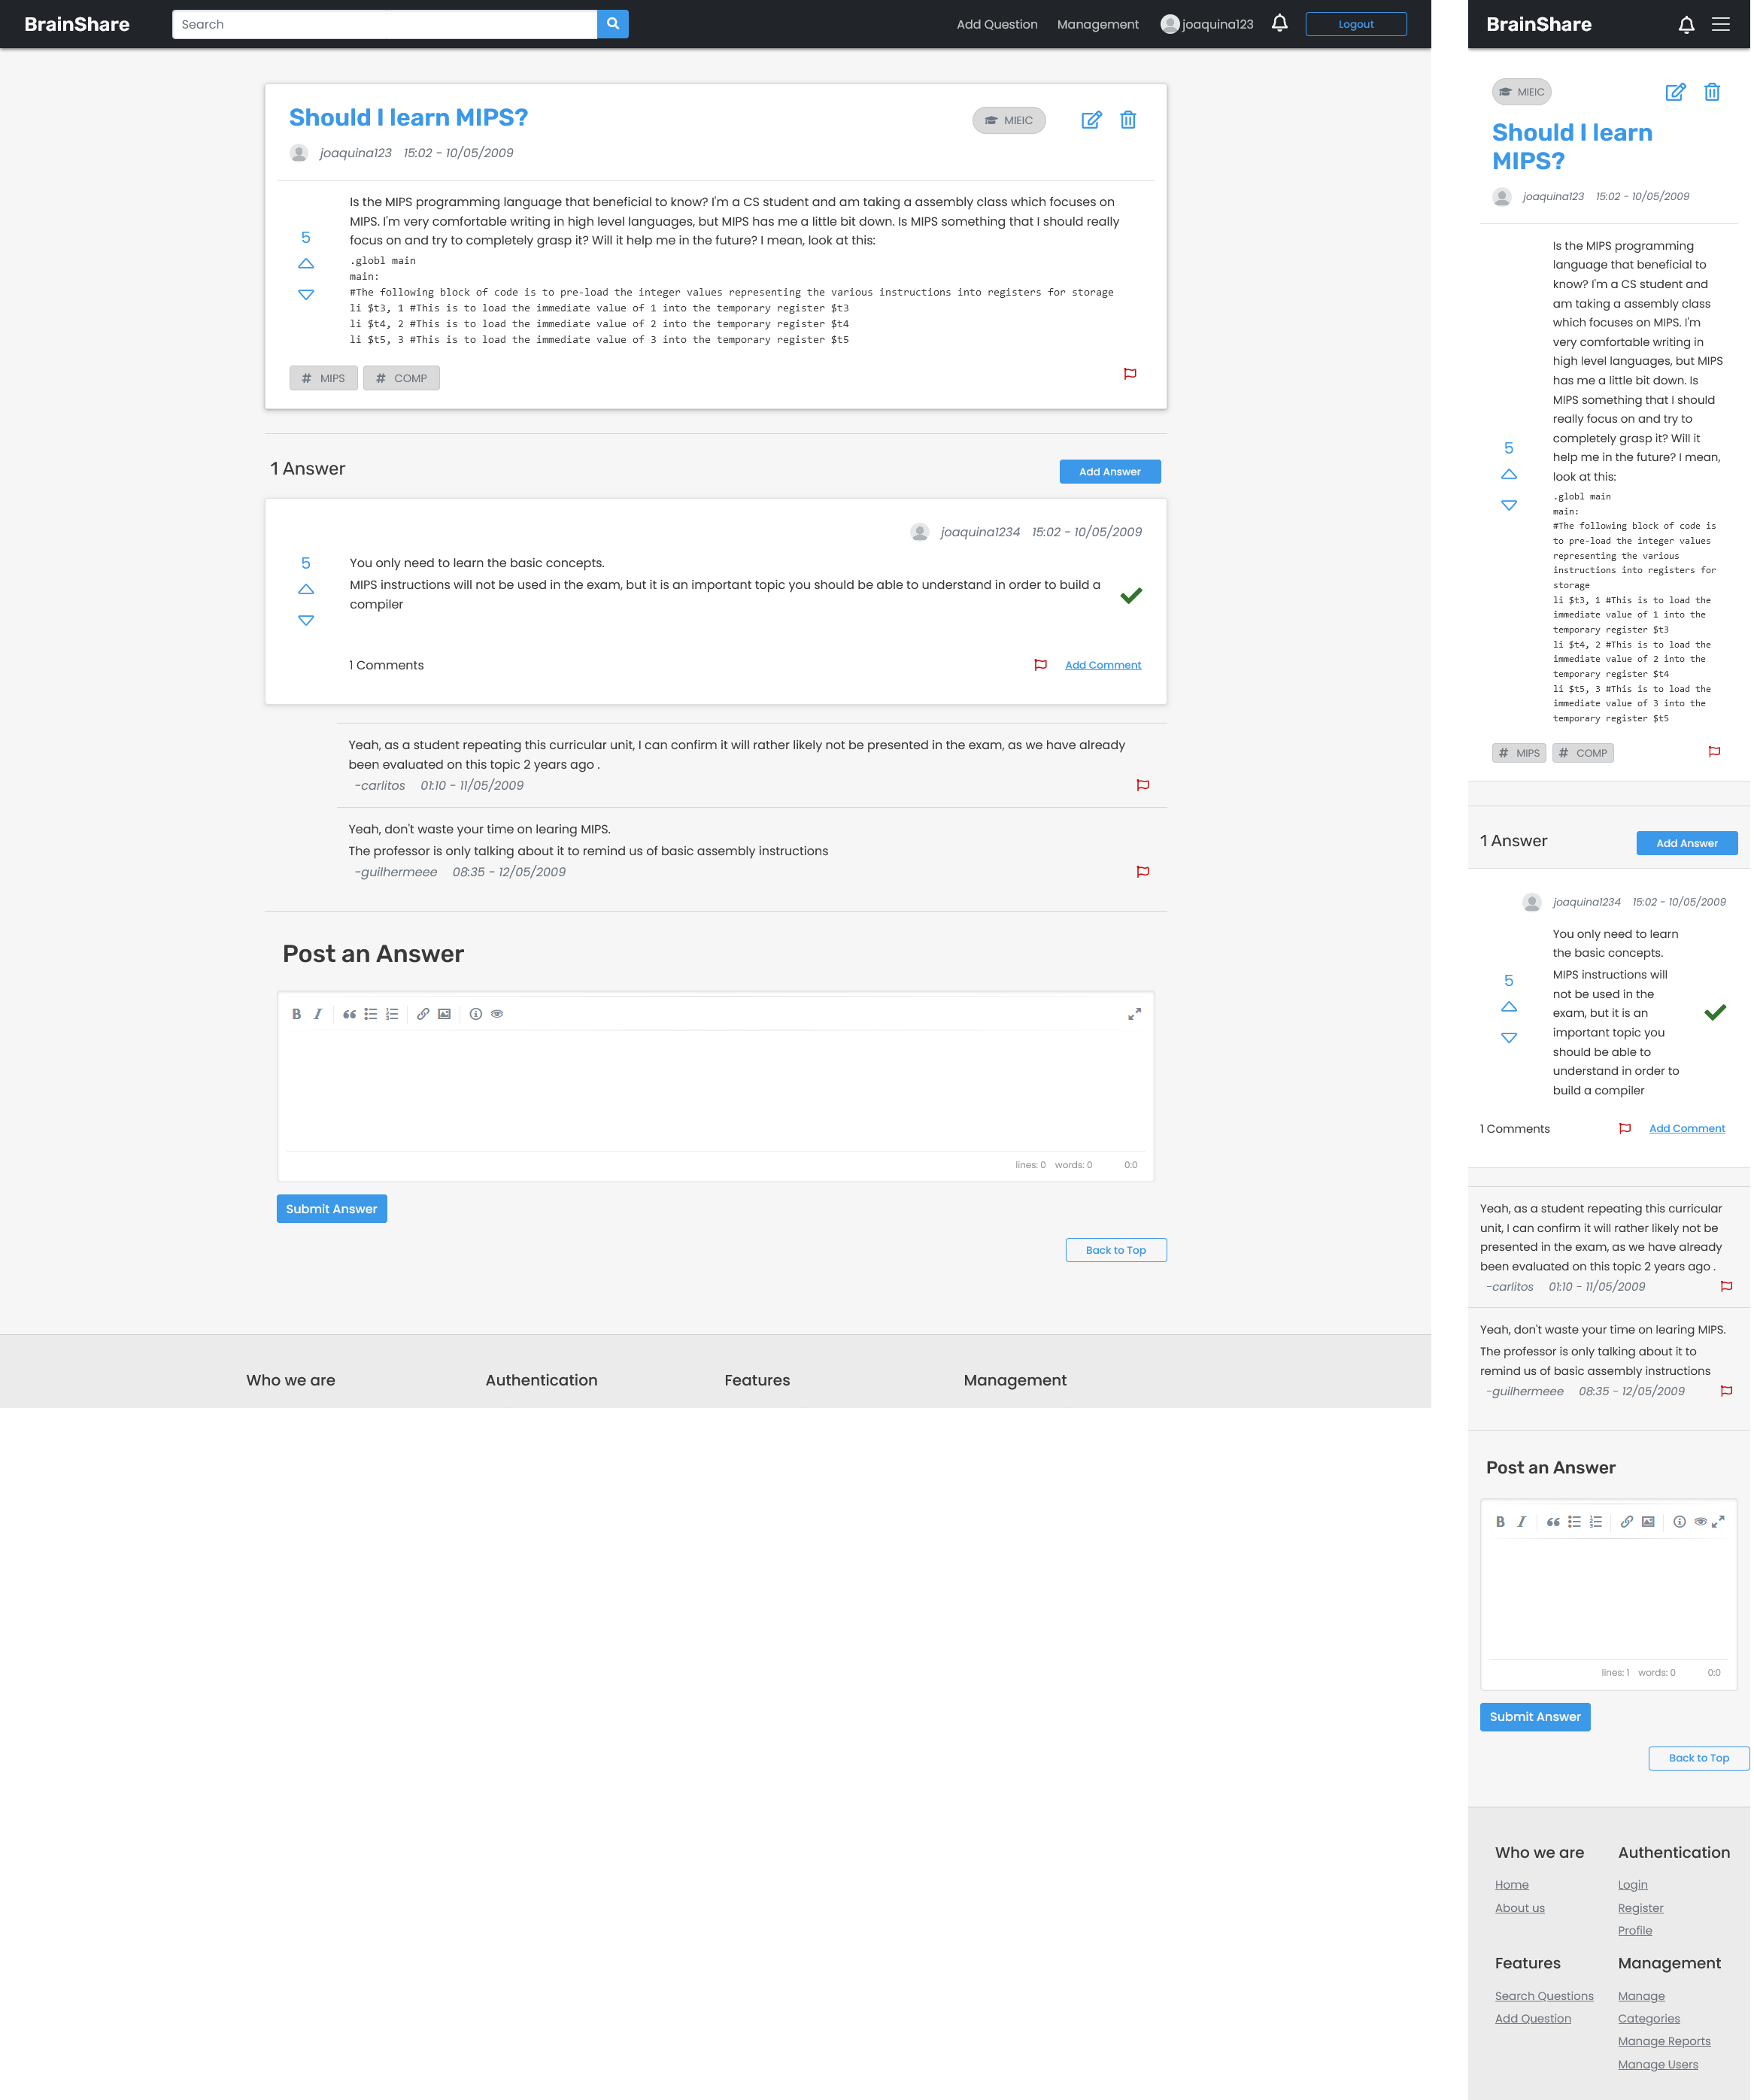 BrainShare
Search
Add Question Management joaquina123 Logout
Should I learn MIPS?
MIEIC
joaquina123 15:02 - 10/05/2009
Is the MIPS programming language that beneficial to know? I'm a CS student and am taking a assembly class which focuses on
MIPS. I'm very comfortable writing in high level languages, but MIPS has me a little bit down. Is MIPS something that I should really
focus on and try to completely grasp it? Will it help me in the future? I mean, look at this:
5
.globl main
main:
#The following block of code is to pre-load the integer values representing the various instructions into registers for storage
li $t3, 1 #This is to load the immediate value of 1 into the temporary register $t3
li $t4, 2 #This is to load the immediate value of 2 into the temporary register $t4
li $t5, 3 #This is to load the immediate value of 3 into the temporary register $t5
# MIPS # COMP
1 Answer
Add Answer
joaquina1234 15:02 - 10/05/2009
5
You only need to learn the basic concepts.
MIPS instructions will not be used in the exam, but it is an important topic you should be able to understand in order to build a
compiler
1 Comments
Add Comment
Yeah, as a student repeating this curricular unit, I can confirm it will rather likely not be presented in the exam, as we have already
been evaluated on this topic 2 years ago .
-carlitos 01:10 - 11/05/2009
Yeah, don't waste your time on learing MIPS.
The professor is only talking about it to remind us of basic assembly instructions
-guilhermeee 08:35 - 12/05/2009
Post an Answer
B I
lines: 0 words: 0 0:0
Submit Answer
Back to Top
Who we are Authentication Features Management
BrainShare
MIEIC
Should I learn
MIPS?
joaquina123 15:02 - 10/05/2009
Is the MIPS programming
language that beneficial to
know? I'm a CS student and
am taking a assembly class
which focuses on MIPS. I'm
very comfortable writing in
high level languages, but MIPS
has me a little bit down. Is
MIPS something that I should
really focus on and try to
completely grasp it? Will it
help me in the future? I mean,
look at this:
5
.globl main
main:
#The following block of code is
to pre-load the integer values
representing the various
instructions into registers for
storage
li $t3, 1 #This is to load the
immediate value of 1 into the
temporary register $t3
li $t4, 2 #This is to load the
immediate value of 2 into the
temporary register $t4
li $t5, 3 #This is to load the
immediate value of 3 into the
temporary register $t5
# MIPS # COMP
1 Answer
Add Answer
joaquina1234 15:02 - 10/05/2009
You only need to learn
the basic concepts.
5
MIPS instructions will
not be used in the
exam, but it is an
important topic you
should be able to
understand in order to
build a compiler
1 Comments
Add Comment
Yeah, as a student repeating this curricular
unit, I can confirm it will rather likely not be
presented in the exam, as we have already
been evaluated on this topic 2 years ago .
-carlitos 01:10 - 11/05/2009
Yeah, don't waste your time on learing MIPS.
The professor is only talking about it to
remind us of basic assembly instructions
-guilhermeee 08:35 - 12/05/2009
Post an Answer
B I
lines: 1 words: 0 0:0
Submit Answer
Back to Top
Who we are
Home
About us
Authentication
Login
Register
Profile
Features
Search Questions
Add Question
Management
Manage
Categories
Manage Reports
Manage Users